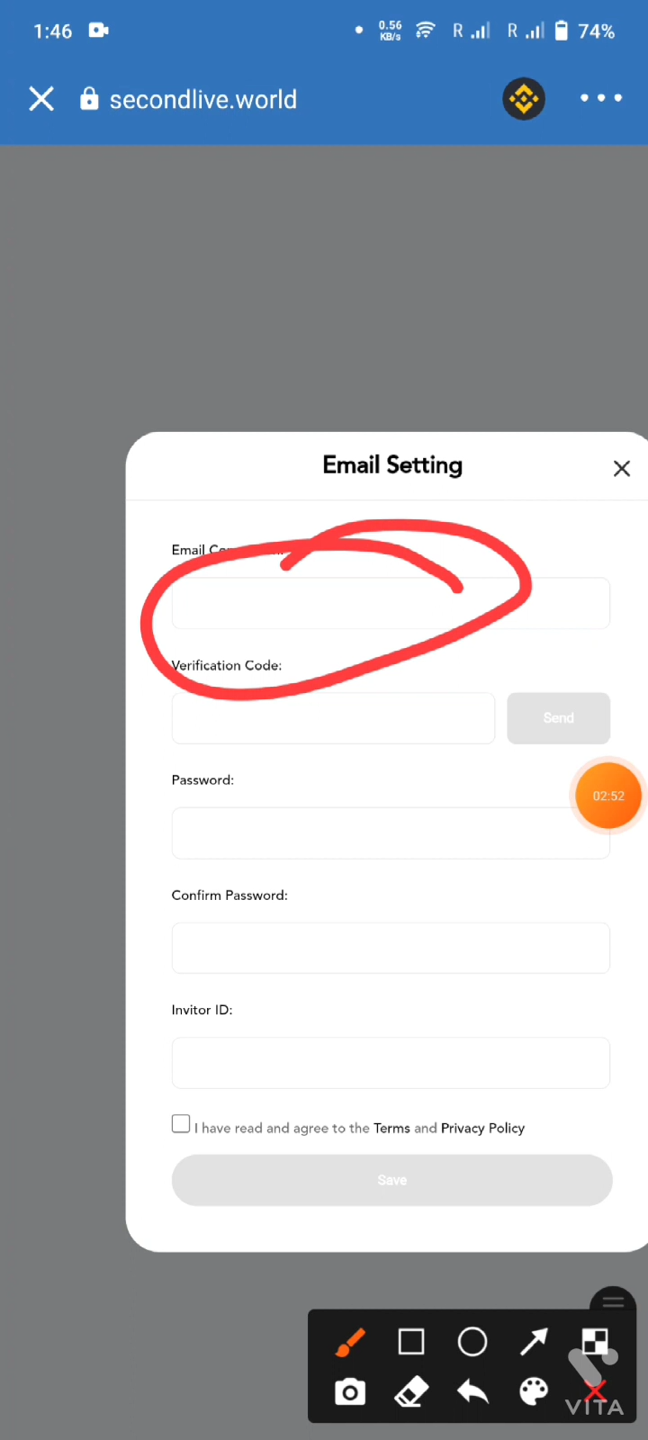 1:46
0.56
KB/s
R
R
74%
secondlive.world
Email Setting
Email
Verification Code:
Send
Password:
02:52
Confirm Password:
Invitor ID:
I have read and agree to the Terms and Privacy Policy
Save
VITA